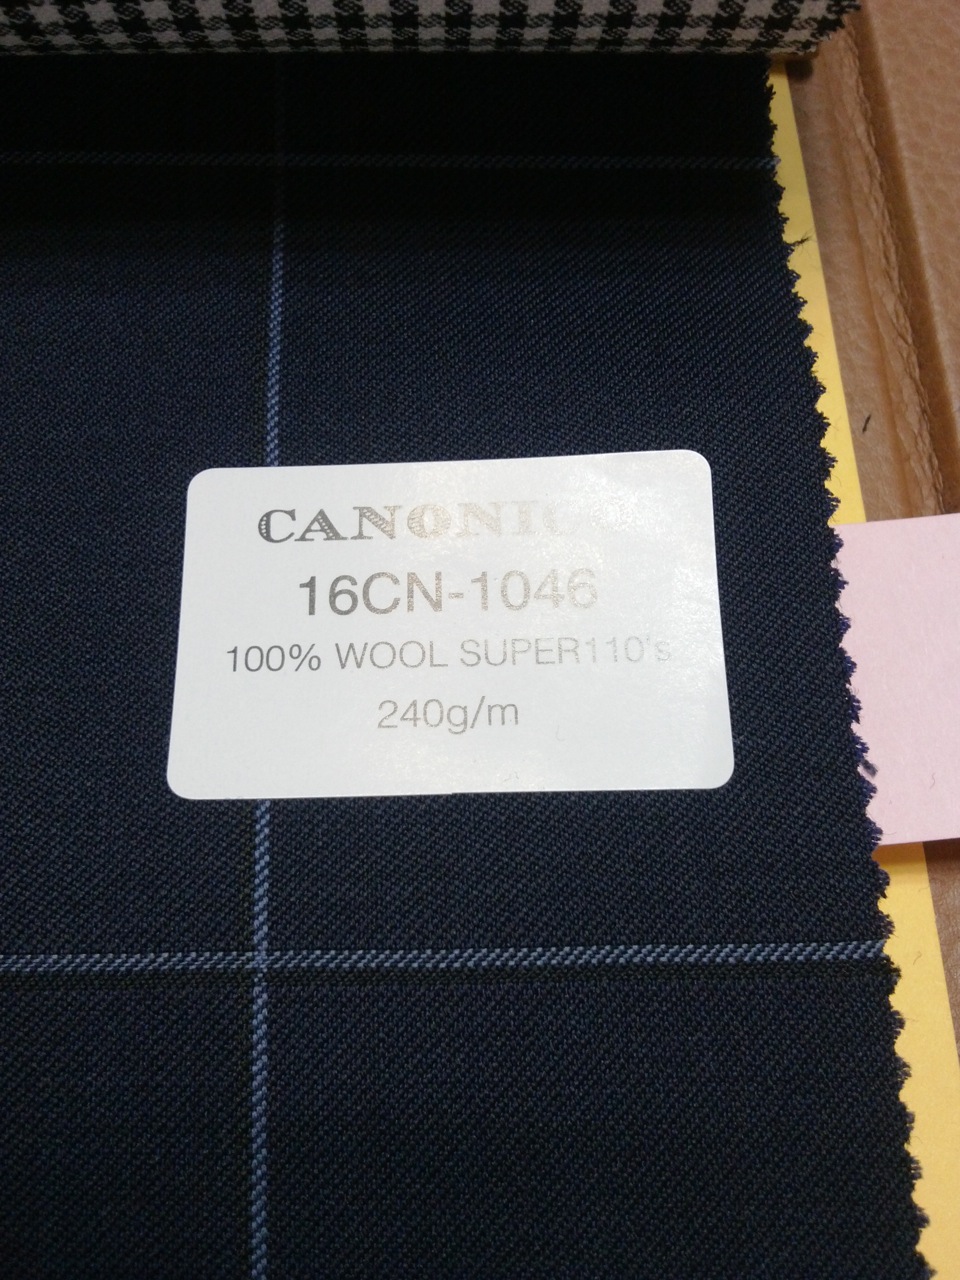 CANONIC
16CN-1046
100% WOOL SUPER110's
240g/m